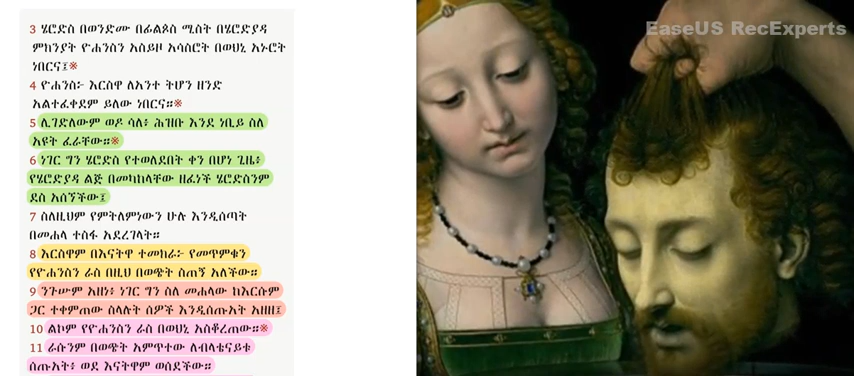 3 ሄሮድስ በወንድሙ በፊልጶስ ሚስት በሄሮድያዳ
ምክንያት ዮሐንስን አስይዞ አሳስሮት በወህኒ አኑሮት
ነበርና፤※
4 ዮሐንስ፦ እርስዋ ለአንተ ትሆን ዘንድ
አልተፈቀደም ይለው ነበርና።※
5 ሊገድለውም ወዶ ሳለ፥ ሕዝቡ እንደ ነቢይ ስለ
አዩት ፈራቸው።※
6 ነገር ግን ሄሮድስ የተወለደበት ቀን በሆነ ጊዜ፥
የሄሮድያዳ ልጅ በመካከላቸው ዘፈነች ሄሮድስንም
ደስ አሰኘችው፤
7 ስለዚህም የምትለምነውን ሁሉ እንዲሰጣት
በመሐላ ተስፋ አደረገላት።
8 እርስዋም በእናትዋ ተመክራ፦ የመጥምቁን
የዮሐንስን ራስ በዚህ በወጭት ስጠኝ አለችው።
9 ንጉሡም አዘነ፥ ነገር ግን ስለ መሐላው ከእርሱም
ጋር ተቀምጠው ስላሉት ሰዎች እንዲሰጡአት አዘዘ፤
10 ልኮም የዮሐንስን ራስ በወህኒ አስቆረጠው።※
11 ራሱንም በወጭት አምጥተው ለብላቴናይቱ
ሰጡአት፥ ወደ እናትዋም ወሰደችው።
EaseUS RecExperts